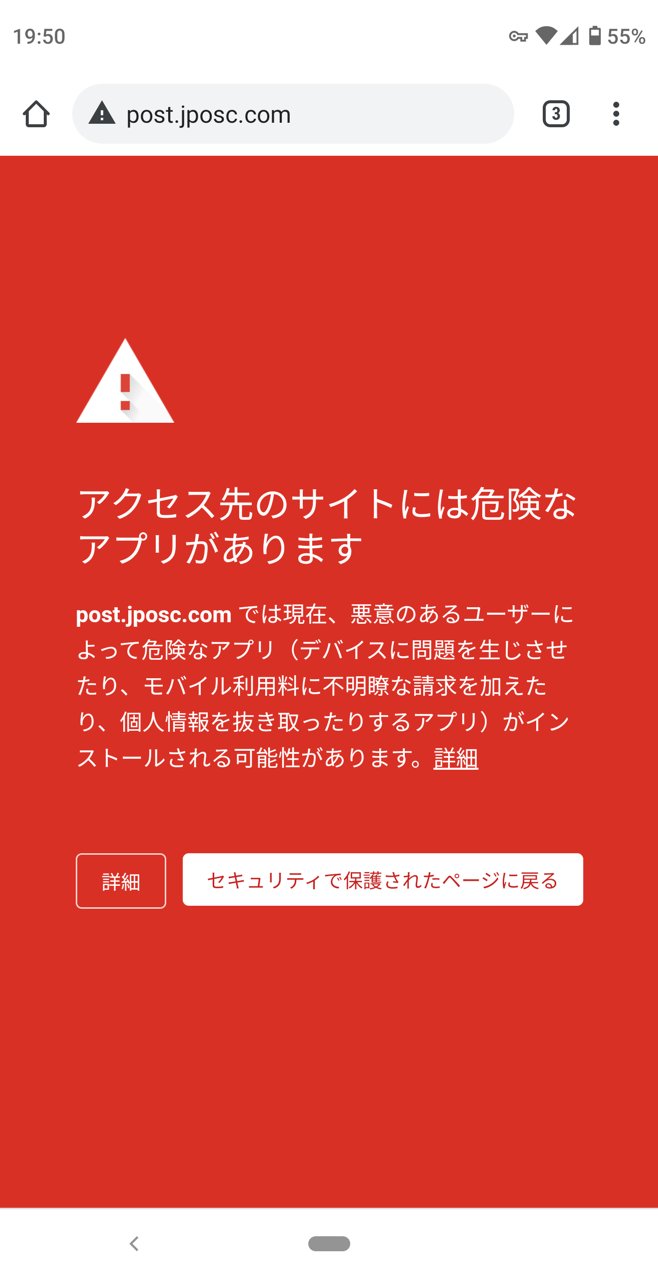 19:50
55%
post.jposc.com
3
アクセス先のサイトには危険な
アプリがあります
post.jposc.com では現在、悪意のあるユーザーに
よって危険なアプリ（デバイスに問題を生じさせ
たり、モバイル利用料に不明瞭な請求を加えた
り、個人情報を抜き取ったりするアプリ）がイン
ストールされる可能性があります。詳細
詳細
セキュリティで保護されたページに戻る